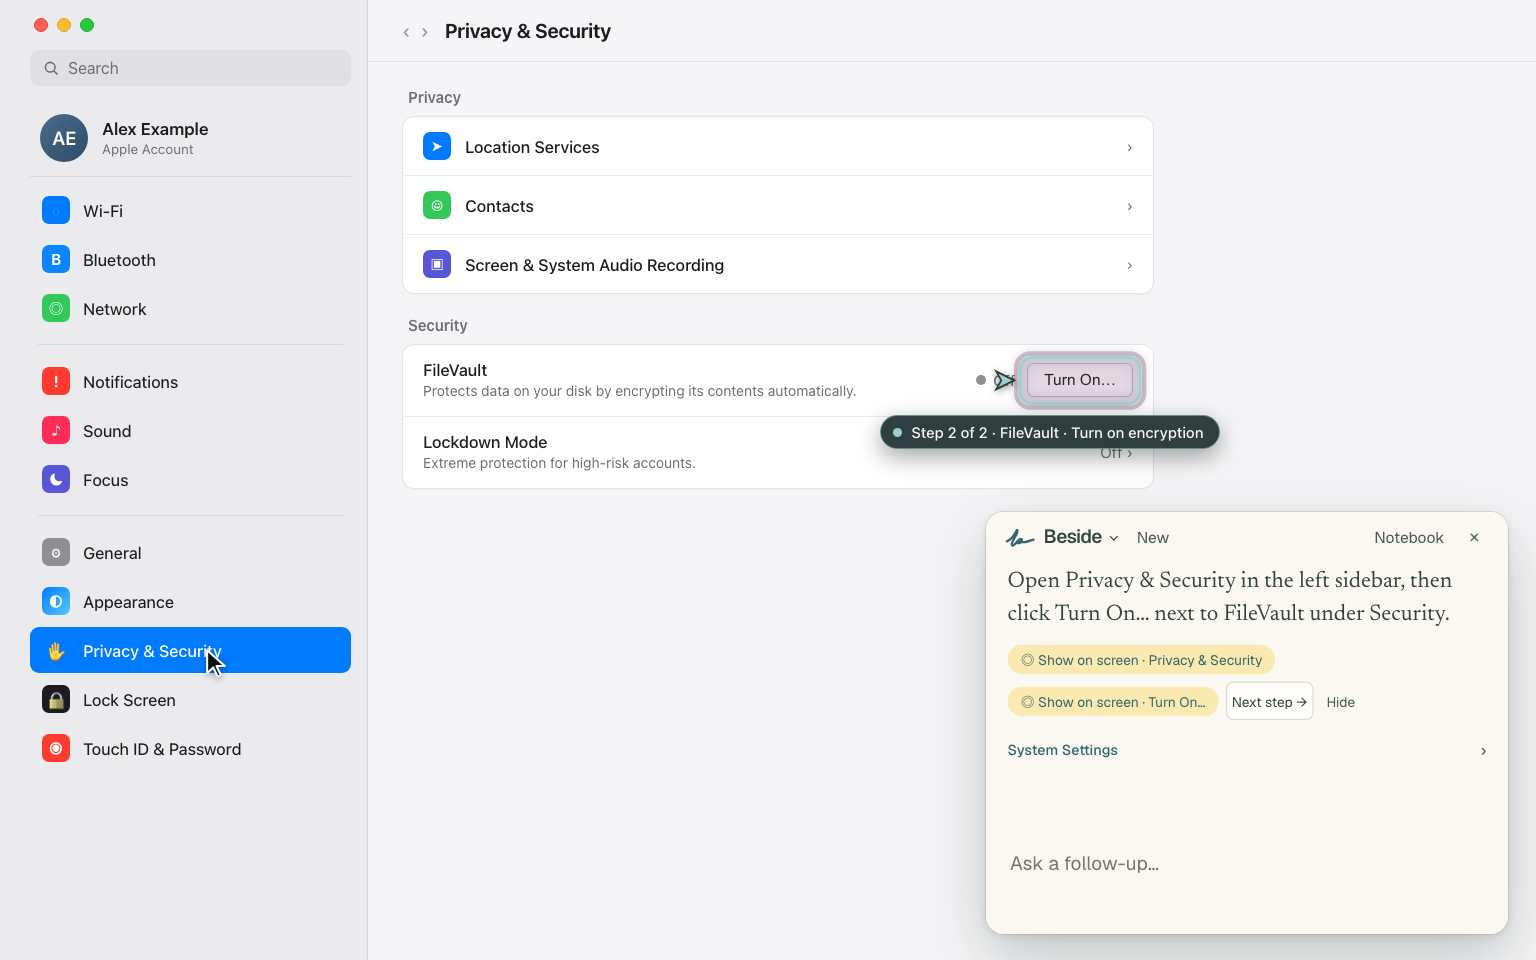 Search
AE
Alex Example
Apple Account
Wi-Fi
Bluetooth
Network
Notifications
Sound
Focus
General
Appearance
Privacy & Security
Lock Screen
Touch ID & Password
Privacy & Security
Privacy
Location Services
Contacts
Screen & System Audio Recording
Security
FileVault
Protects data on your disk by encrypting its contents automatically.
Turn On...
Step 2 of 2 · FileVault · Turn on encryption
Lockdown Mode
Extreme protection for high-risk accounts.
Off
Beside
New
Notebook
Open Privacy & Security in the left sidebar, then
click Turn On... next to FileVault under Security.
Show on screen · Privacy & Security
Show on screen · Turn On...
Next step →
Hide
System Settings
Ask a follow-up...